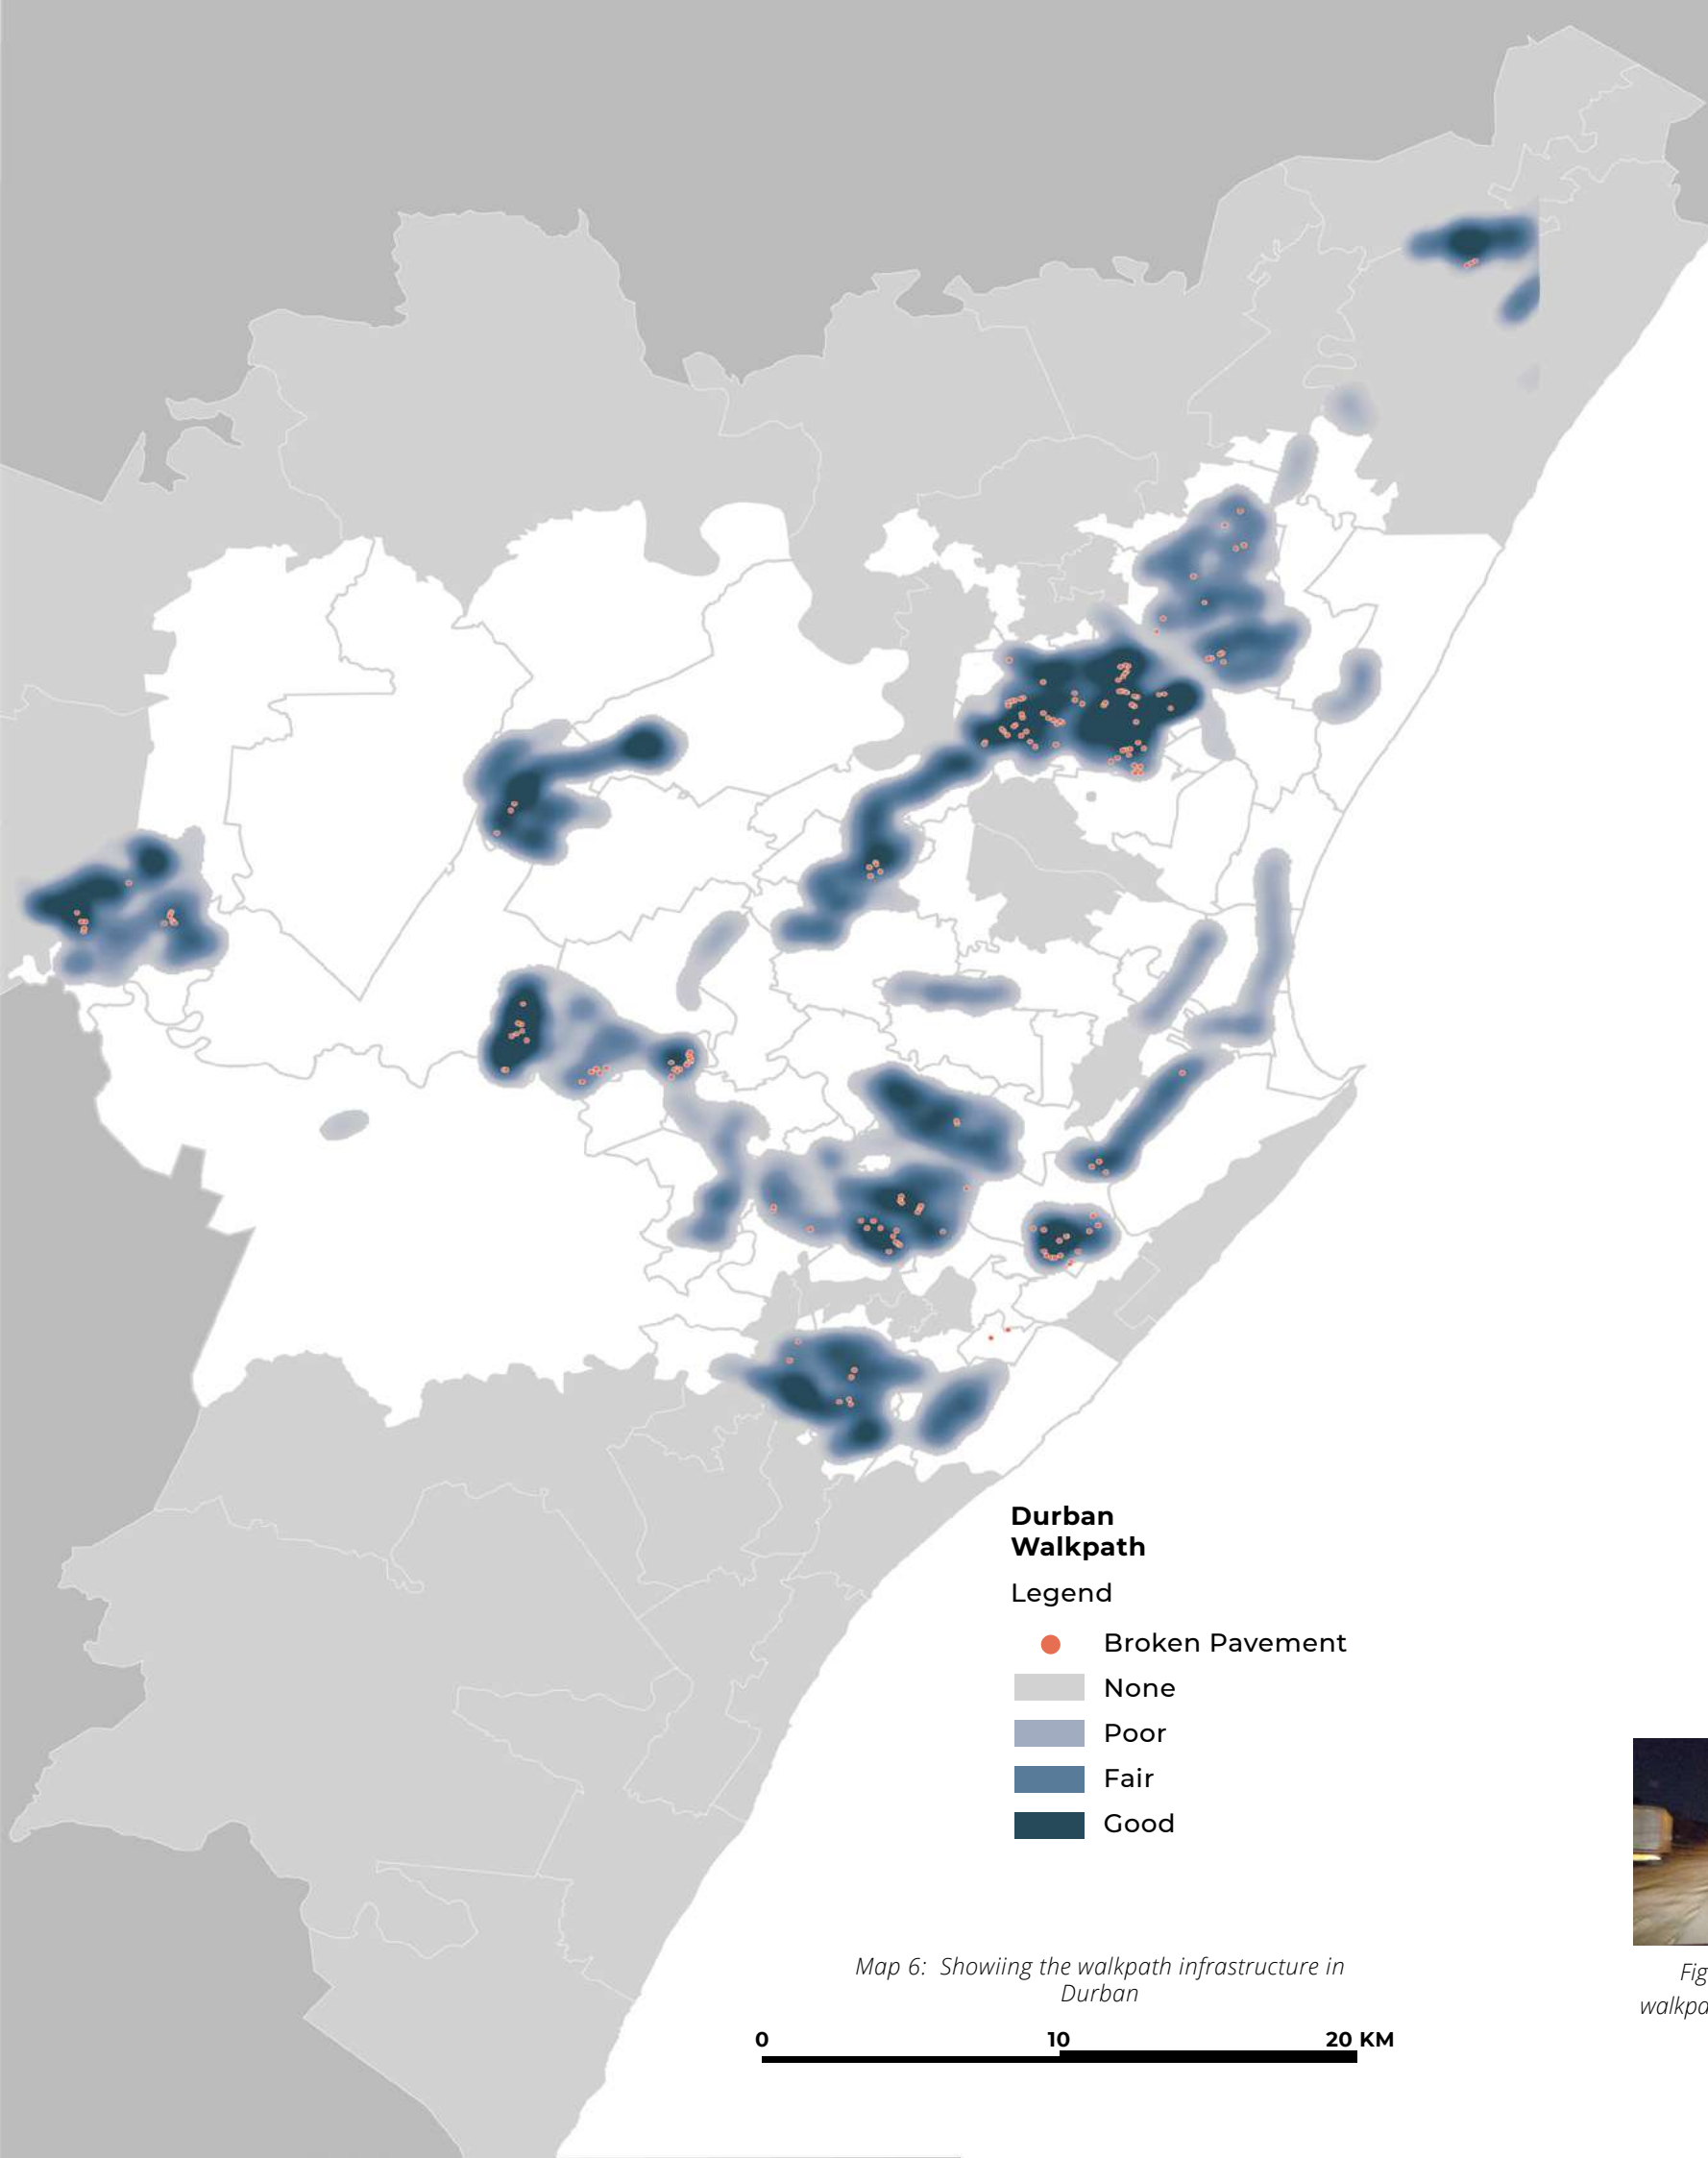 Durban
Walkpath
Legend
Broken Pavement
None
Poor
Fair
Good
Map 6: Showiing the walkpath infrastructure in
Durban
0 10 20 KM
Fig